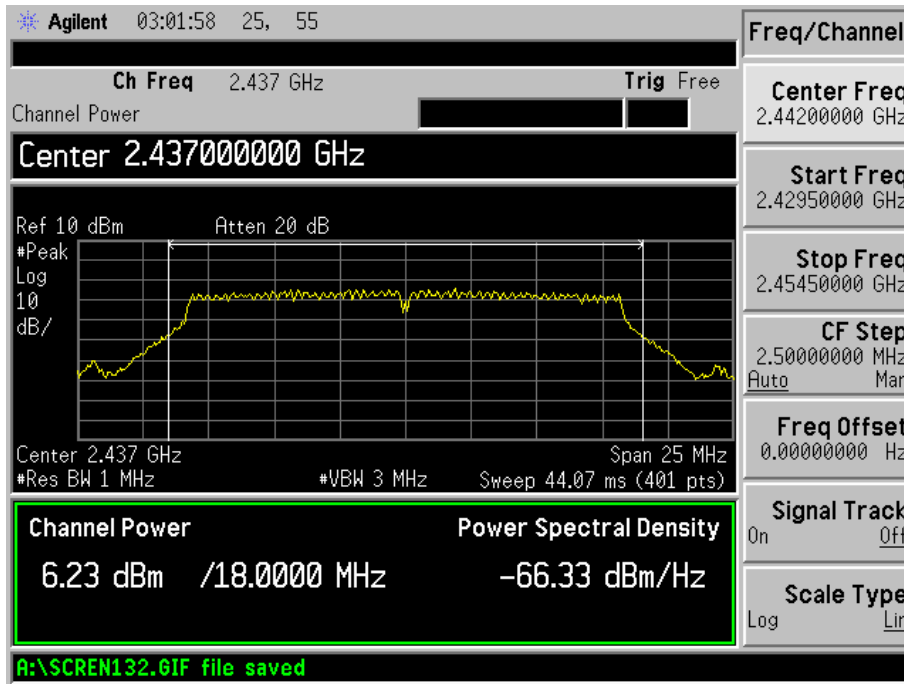 Agilent 03:01:58 25, 55
Freq/Channel
Ch Freq 2.437 GHz Trig Free
Channel Power
Center 2.437000000 GHz
Ref 10 dBm Atten 20 dB
#Peak
Log
10
dB/
Center 2.437 GHz Span 25 MHz
#Res BW 1 MHz #VBW 3 MHz Sweep 44.07 ms (401 pts)
Channel Power Power Spectral Density
6.23 dBm /18.0000 MHz -66.33 dBm/Hz
A:\SCREN132.GIF file saved
Center Freq
2.44200000 GHz
Start Freq
2.42950000 GHz
Stop Freq
2.45450000 GHz
CF Step
2.50000000 MHz
Auto Man
Freq Offset
0.00000000 Hz
Signal Track
On Off
Scale Type
Log Lin